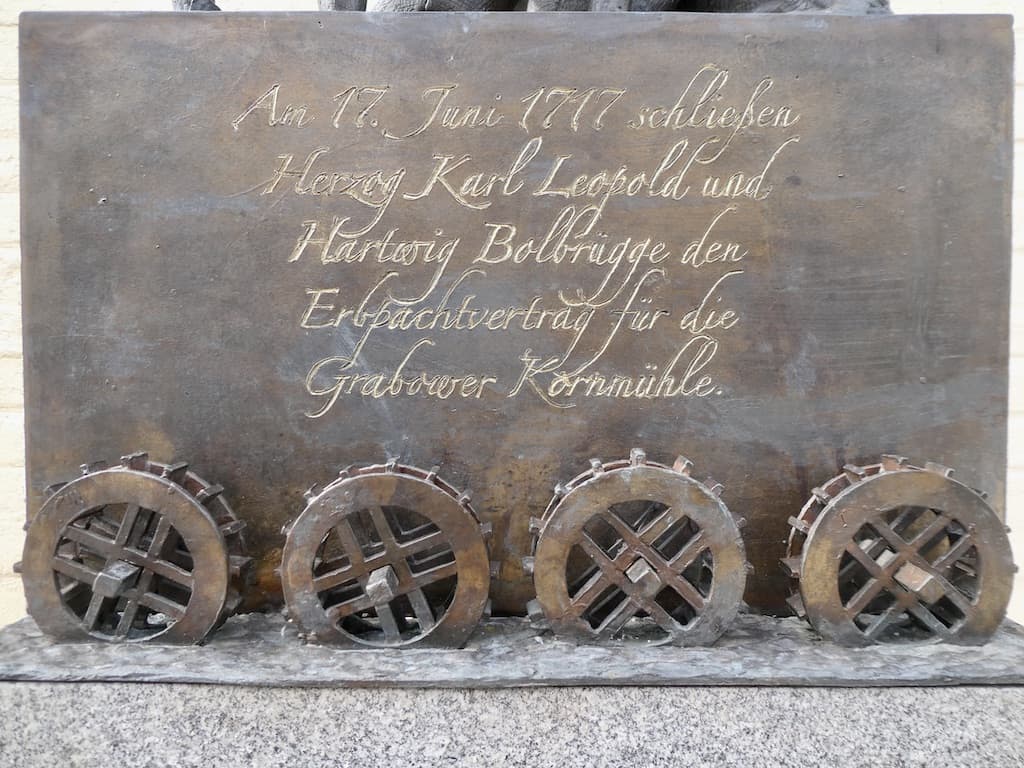 Am 17. Juni 1717 schließen
Herzog Karl Leopold und
Hartwig Bolbrügge den
Erbpachtvertrag für die
Grabower Kornmühle.